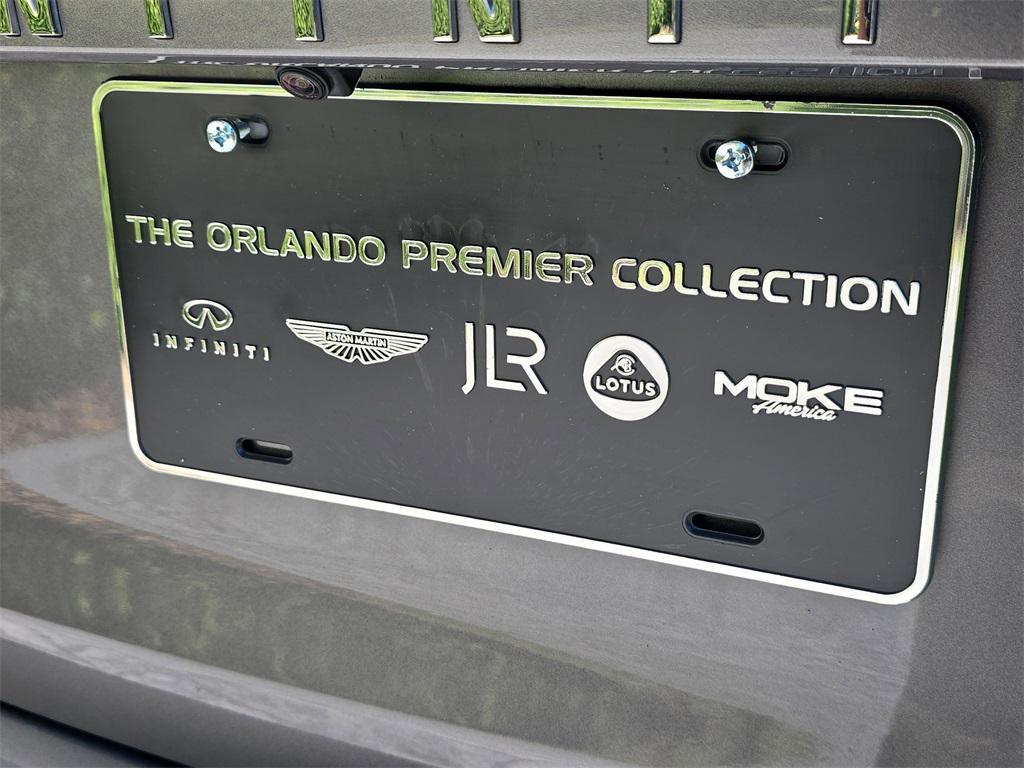 THE ORLANDO PREMIER COLLECTION
INFINITI
ASTON MARTIN
JLR
LOTUS
MOKE
America